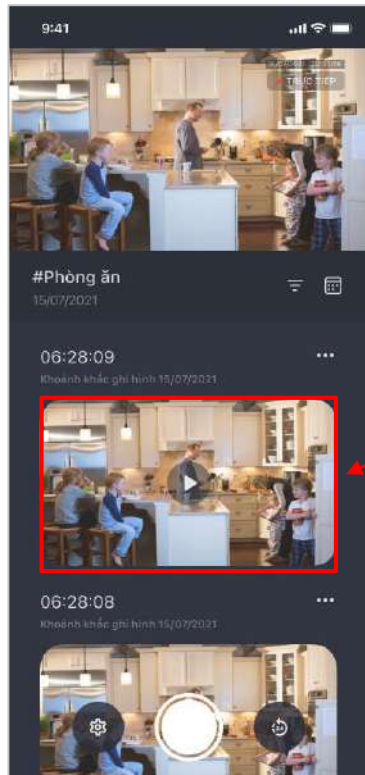 9:41
TRỰC TIẾP
#Phòng ăn
15/07/2021
06:28:09
Khoảnh khắc ghi hình 15/07/2021
06:28:08
Khoảnh khắc ghi hình 15/07/2021